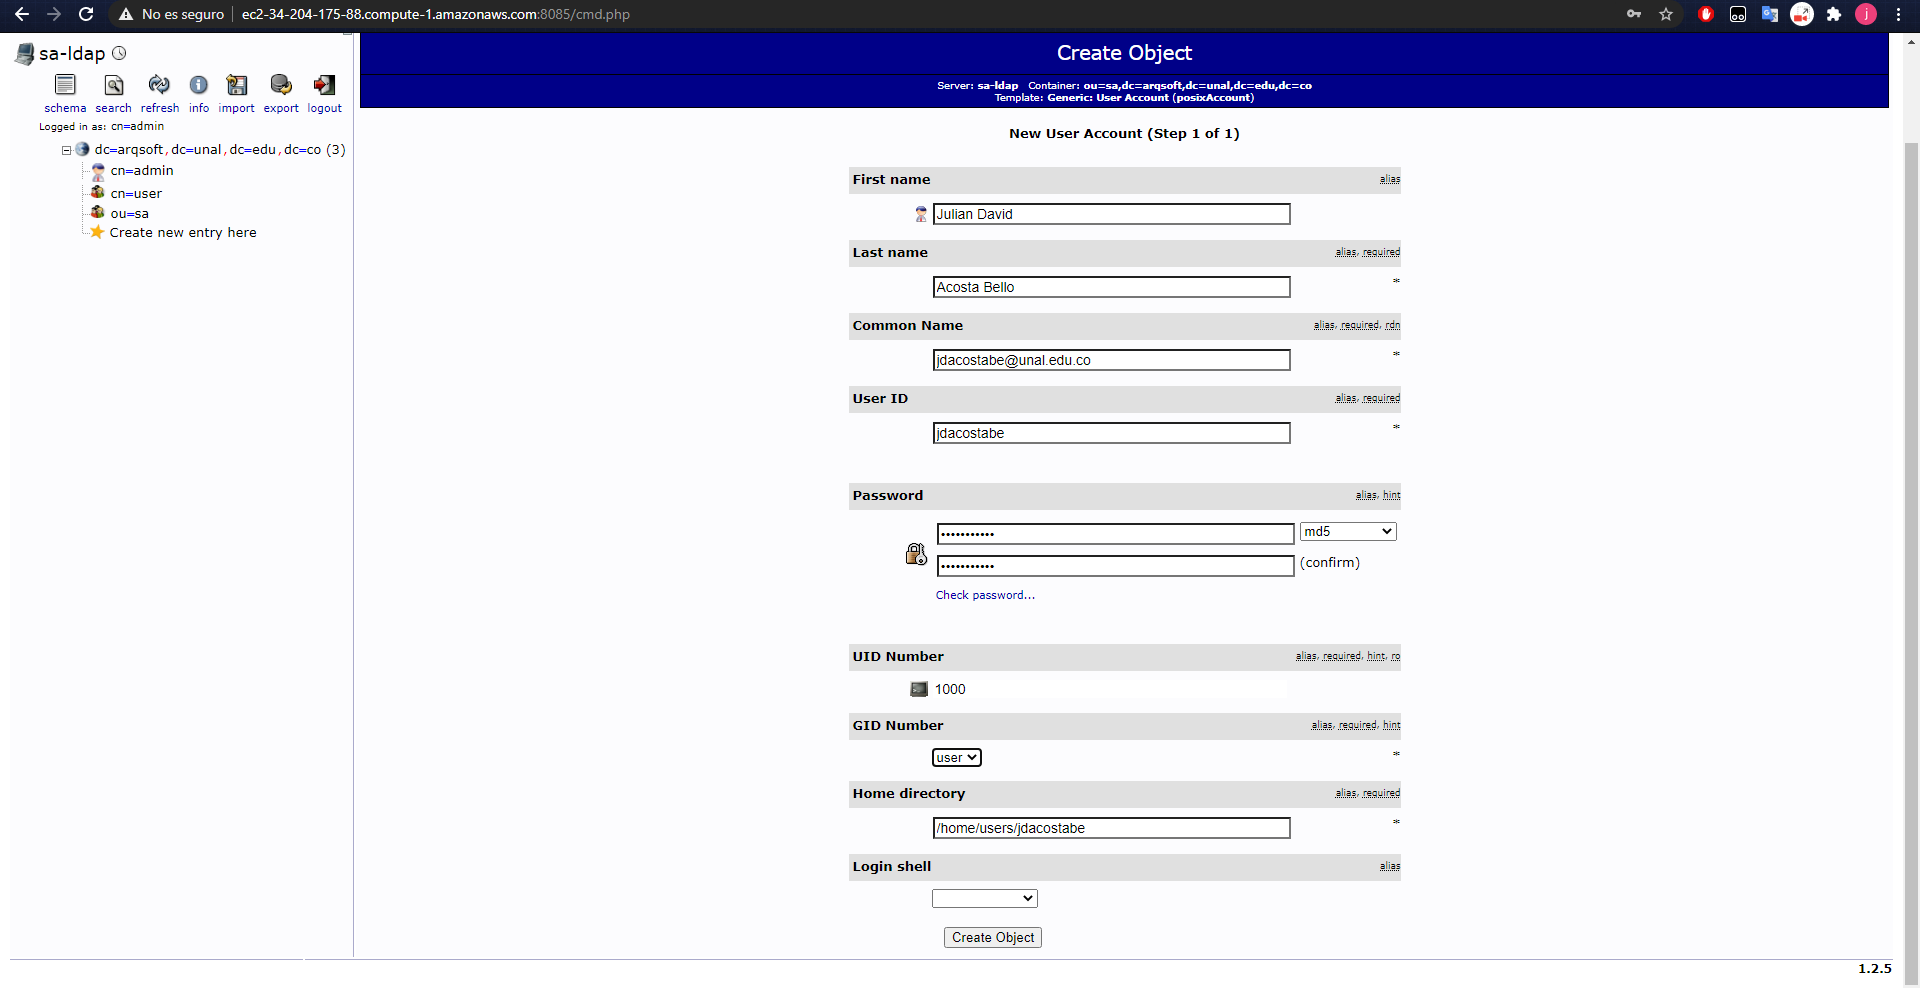 No es seguro ec2-34-204-175-88.compute-1.amazonaws.com:8085/cmd.php
j
sa-ldap
schema search refresh info import export logout
Logged in as: cn=admin
dc=arqsoft,dc=unal,dc=edu,dc=co (3)
cn=admin
cn=user
ou=sa
Create new entry here
Create Object
Server: sa-ldap Container: ou=sa,dc=arqsoft,dc=unal,dc=edu,dc=co
Template: Generic: User Account (posixAccount)
New User Account (Step 1 of 1)
First name alias
Julian David
Last name alias, required
Acosta Bello *
Common Name alias, required, rdn
jdacostabe@unal.edu.co *
User ID alias, required
jdacostabe *
Password alias, hint
••••••••••• md5
••••••••••• (confirm)
Check password...
UID Number alias, required, hint, ro
1000
GID Number alias, required, hint
user *
Home directory alias, required
/home/users/jdacostabe *
Login shell alias
Create Object
1.2.5